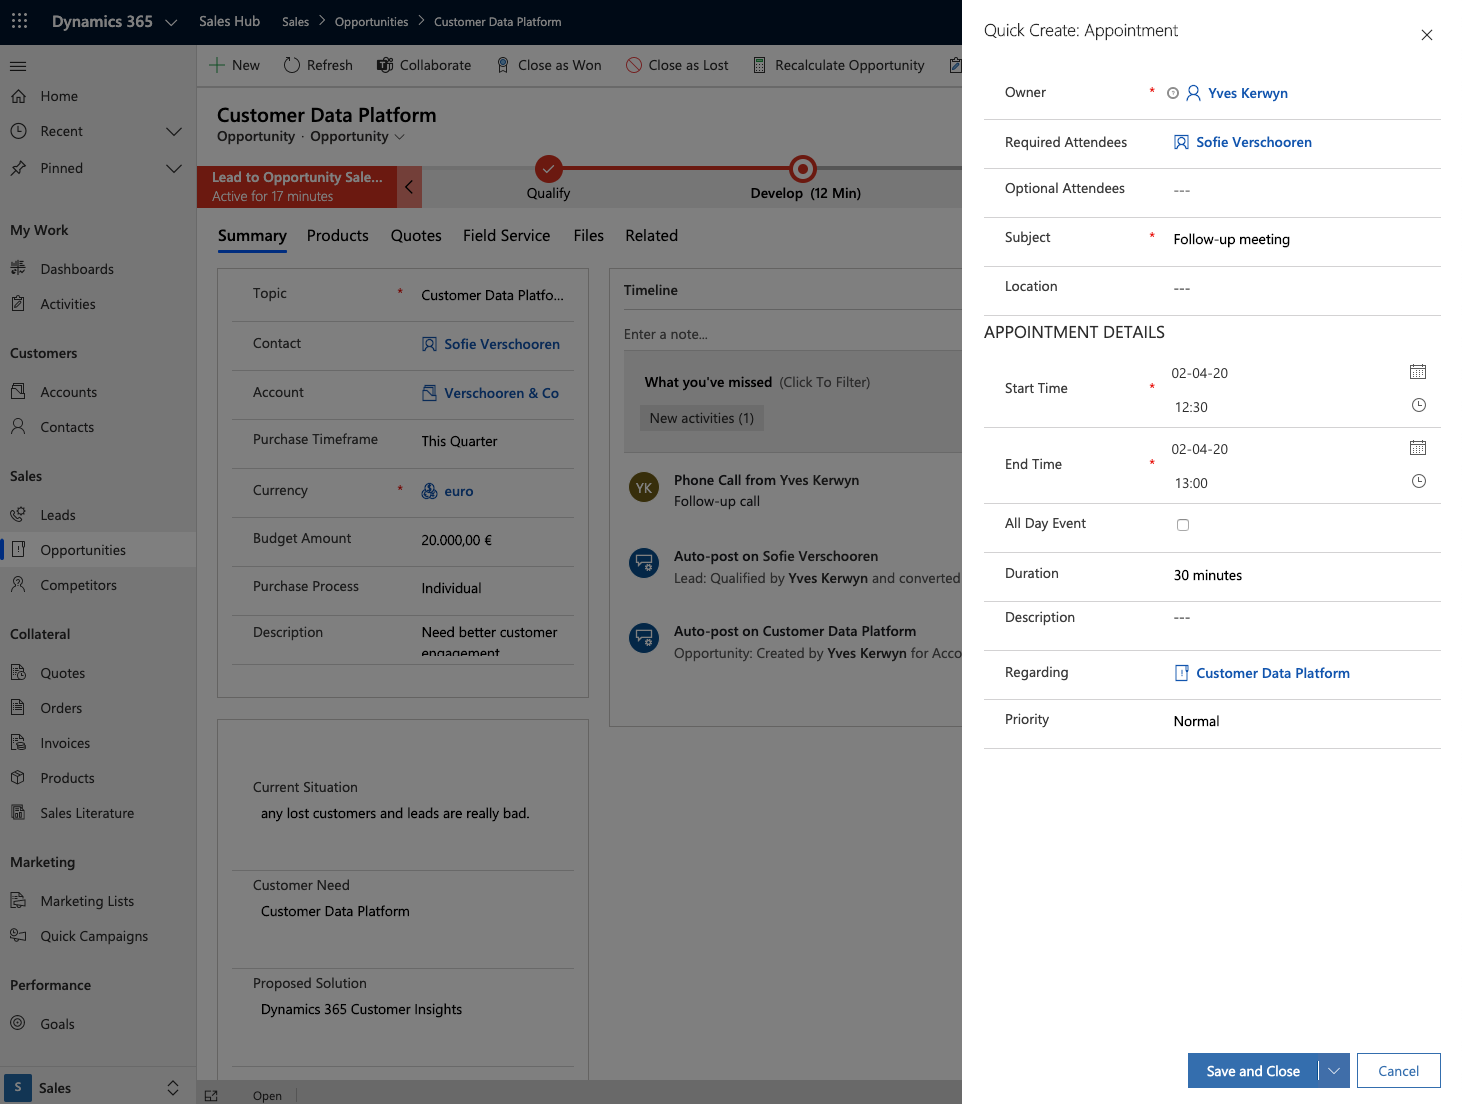 Dynamics 365
Sales Hub
Sales > Opportunities > Customer Data Platform
New
Refresh
Collaborate
Close as Won
Close as Lost
Recalculate Opportunity
Home
Recent
Pinned
My Work
Dashboards
Activities
Customers
Accounts
Contacts
Sales
Leads
Opportunities
Competitors
Collateral
Quotes
Orders
Invoices
Products
Sales Literature
Marketing
Marketing Lists
Quick Campaigns
Performance
Goals
S Sales
Customer Data Platform
Opportunity · Opportunity
Lead to Opportunity Sale...
Active for 17 minutes
Qualify
Develop (12 Min)
Summary
Products
Quotes
Field Service
Files
Related
Topic * Customer Data Platfo...
Contact Sofie Verschooren
Account Verschooren & Co
Purchase Timeframe This Quarter
Currency * euro
Budget Amount 20.000,00 €
Purchase Process Individual
Description Need better customer
engagement
Current Situation
any lost customers and leads are really bad.
Customer Need
Customer Data Platform
Proposed Solution
Dynamics 365 Customer Insights
Open
Timeline
Enter a note...
What you've missed (Click To Filter)
New activities (1)
YK
Phone Call from Yves Kerwyn
Follow-up call
Auto-post on Sofie Verschooren
Lead: Qualified by Yves Kerwyn and converted
Auto-post on Customer Data Platform
Opportunity: Created by Yves Kerwyn for Acco
Quick Create: Appointment
Owner * Yves Kerwyn
Required Attendees Sofie Verschooren
Optional Attendees ---
Subject * Follow-up meeting
Location ---
APPOINTMENT DETAILS
Start Time * 02-04-20
12:30
End Time * 02-04-20
13:00
All Day Event
Duration 30 minutes
Description ---
Regarding Customer Data Platform
Priority Normal
Save and Close
Cancel